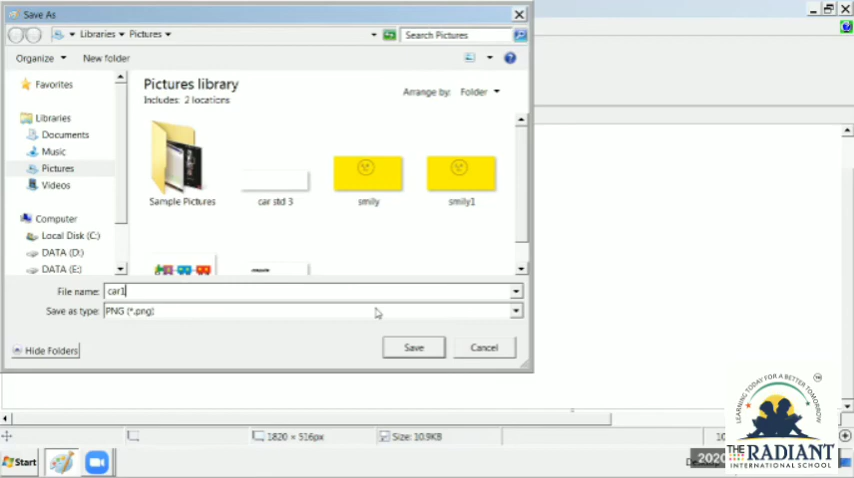 Save As
Libraries
Pictures
Search Pictures
Organize
New folder
Favorites
Libraries
Documents
Music
Pictures
Videos
Computer
Local Disk (C:)
DATA (D:)
DATA (E:)
Pictures library
Includes: 2 locations
Arrange by: Folder
Sample Pictures
car std 3
smily
smily1
File name: car1
Save as type: PNG (*.png)
Hide Folders
Save
Cancel
1820 × 516px
Size: 10.9KB
Start
2020
LEARNING TODAY FOR A BETTER TOMORROW
THE RADIANT
INTERNATIONAL SCHOOL